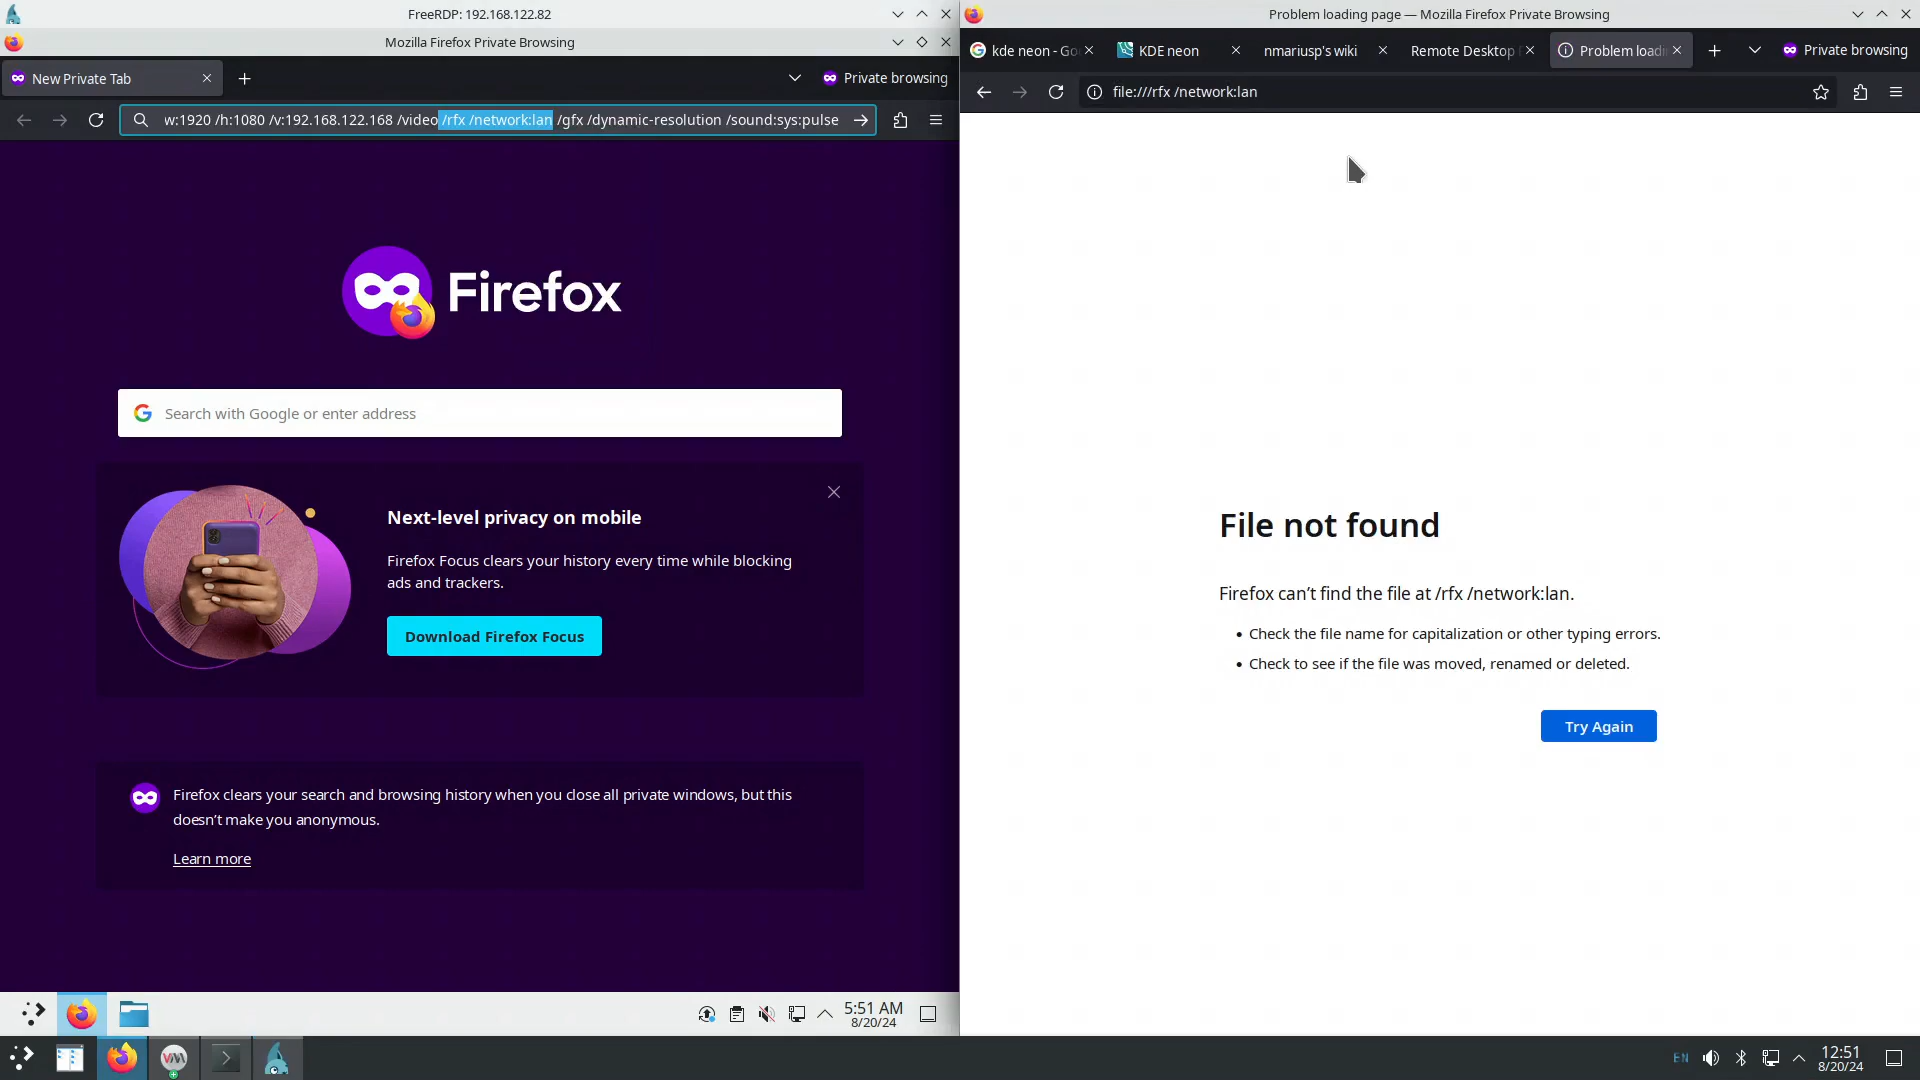 FreeRDP: 192.168.122.82
Mozilla Firefox Private Browsing
New Private Tab
Private browsing
w:1920 /h:1080 /v:192.168.122.168 /video /rfx /network:lan /gfx /dynamic-resolution /sound:sys:pulse
Firefox
Search with Google or enter address
Next-level privacy on mobile
Firefox Focus clears your history every time while blocking
ads and trackers.
Download Firefox Focus
Firefox clears your search and browsing history when you close all private windows, but this
doesn’t make you anonymous.
Learn more
5:51 AM
8/20/24
Problem loading page — Mozilla Firefox Private Browsing
kde neon - Go
KDE neon
nmariusp's wiki
Remote Desktop
Problem loadi
Private browsing
file:///rfx /network:lan
File not found
Firefox can’t find the file at /rfx /network:lan.
• Check the file name for capitalization or other typing errors.
• Check to see if the file was moved, renamed or deleted.
Try Again
VM
EN
12:51
8/20/24